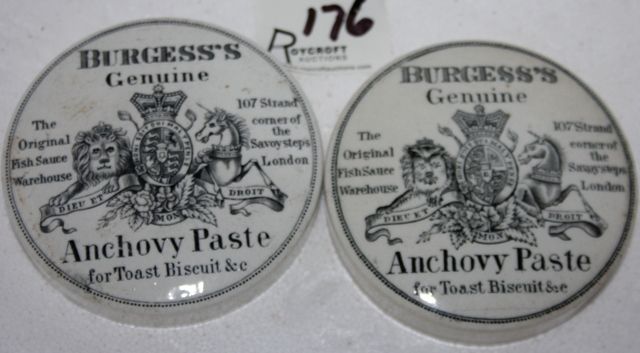 176
ROYCROFT
AUCTIONS
BURGESS'S
Genuine
The
Original
Fish Sauce
Warehouse
107 Strand
corner of
the
Savoy steps
London
DIEU ET
MON
DROIT
Anchovy Paste
for Toast Biscuit &c
BURGESS'S
Genuine
The
Original
Fish Sauce
Warehouse
107 Strand
corner of
the
Savoy steps
London
DIEU ET
MON
DROIT
Anchovy Paste
for Toast Biscuit &c